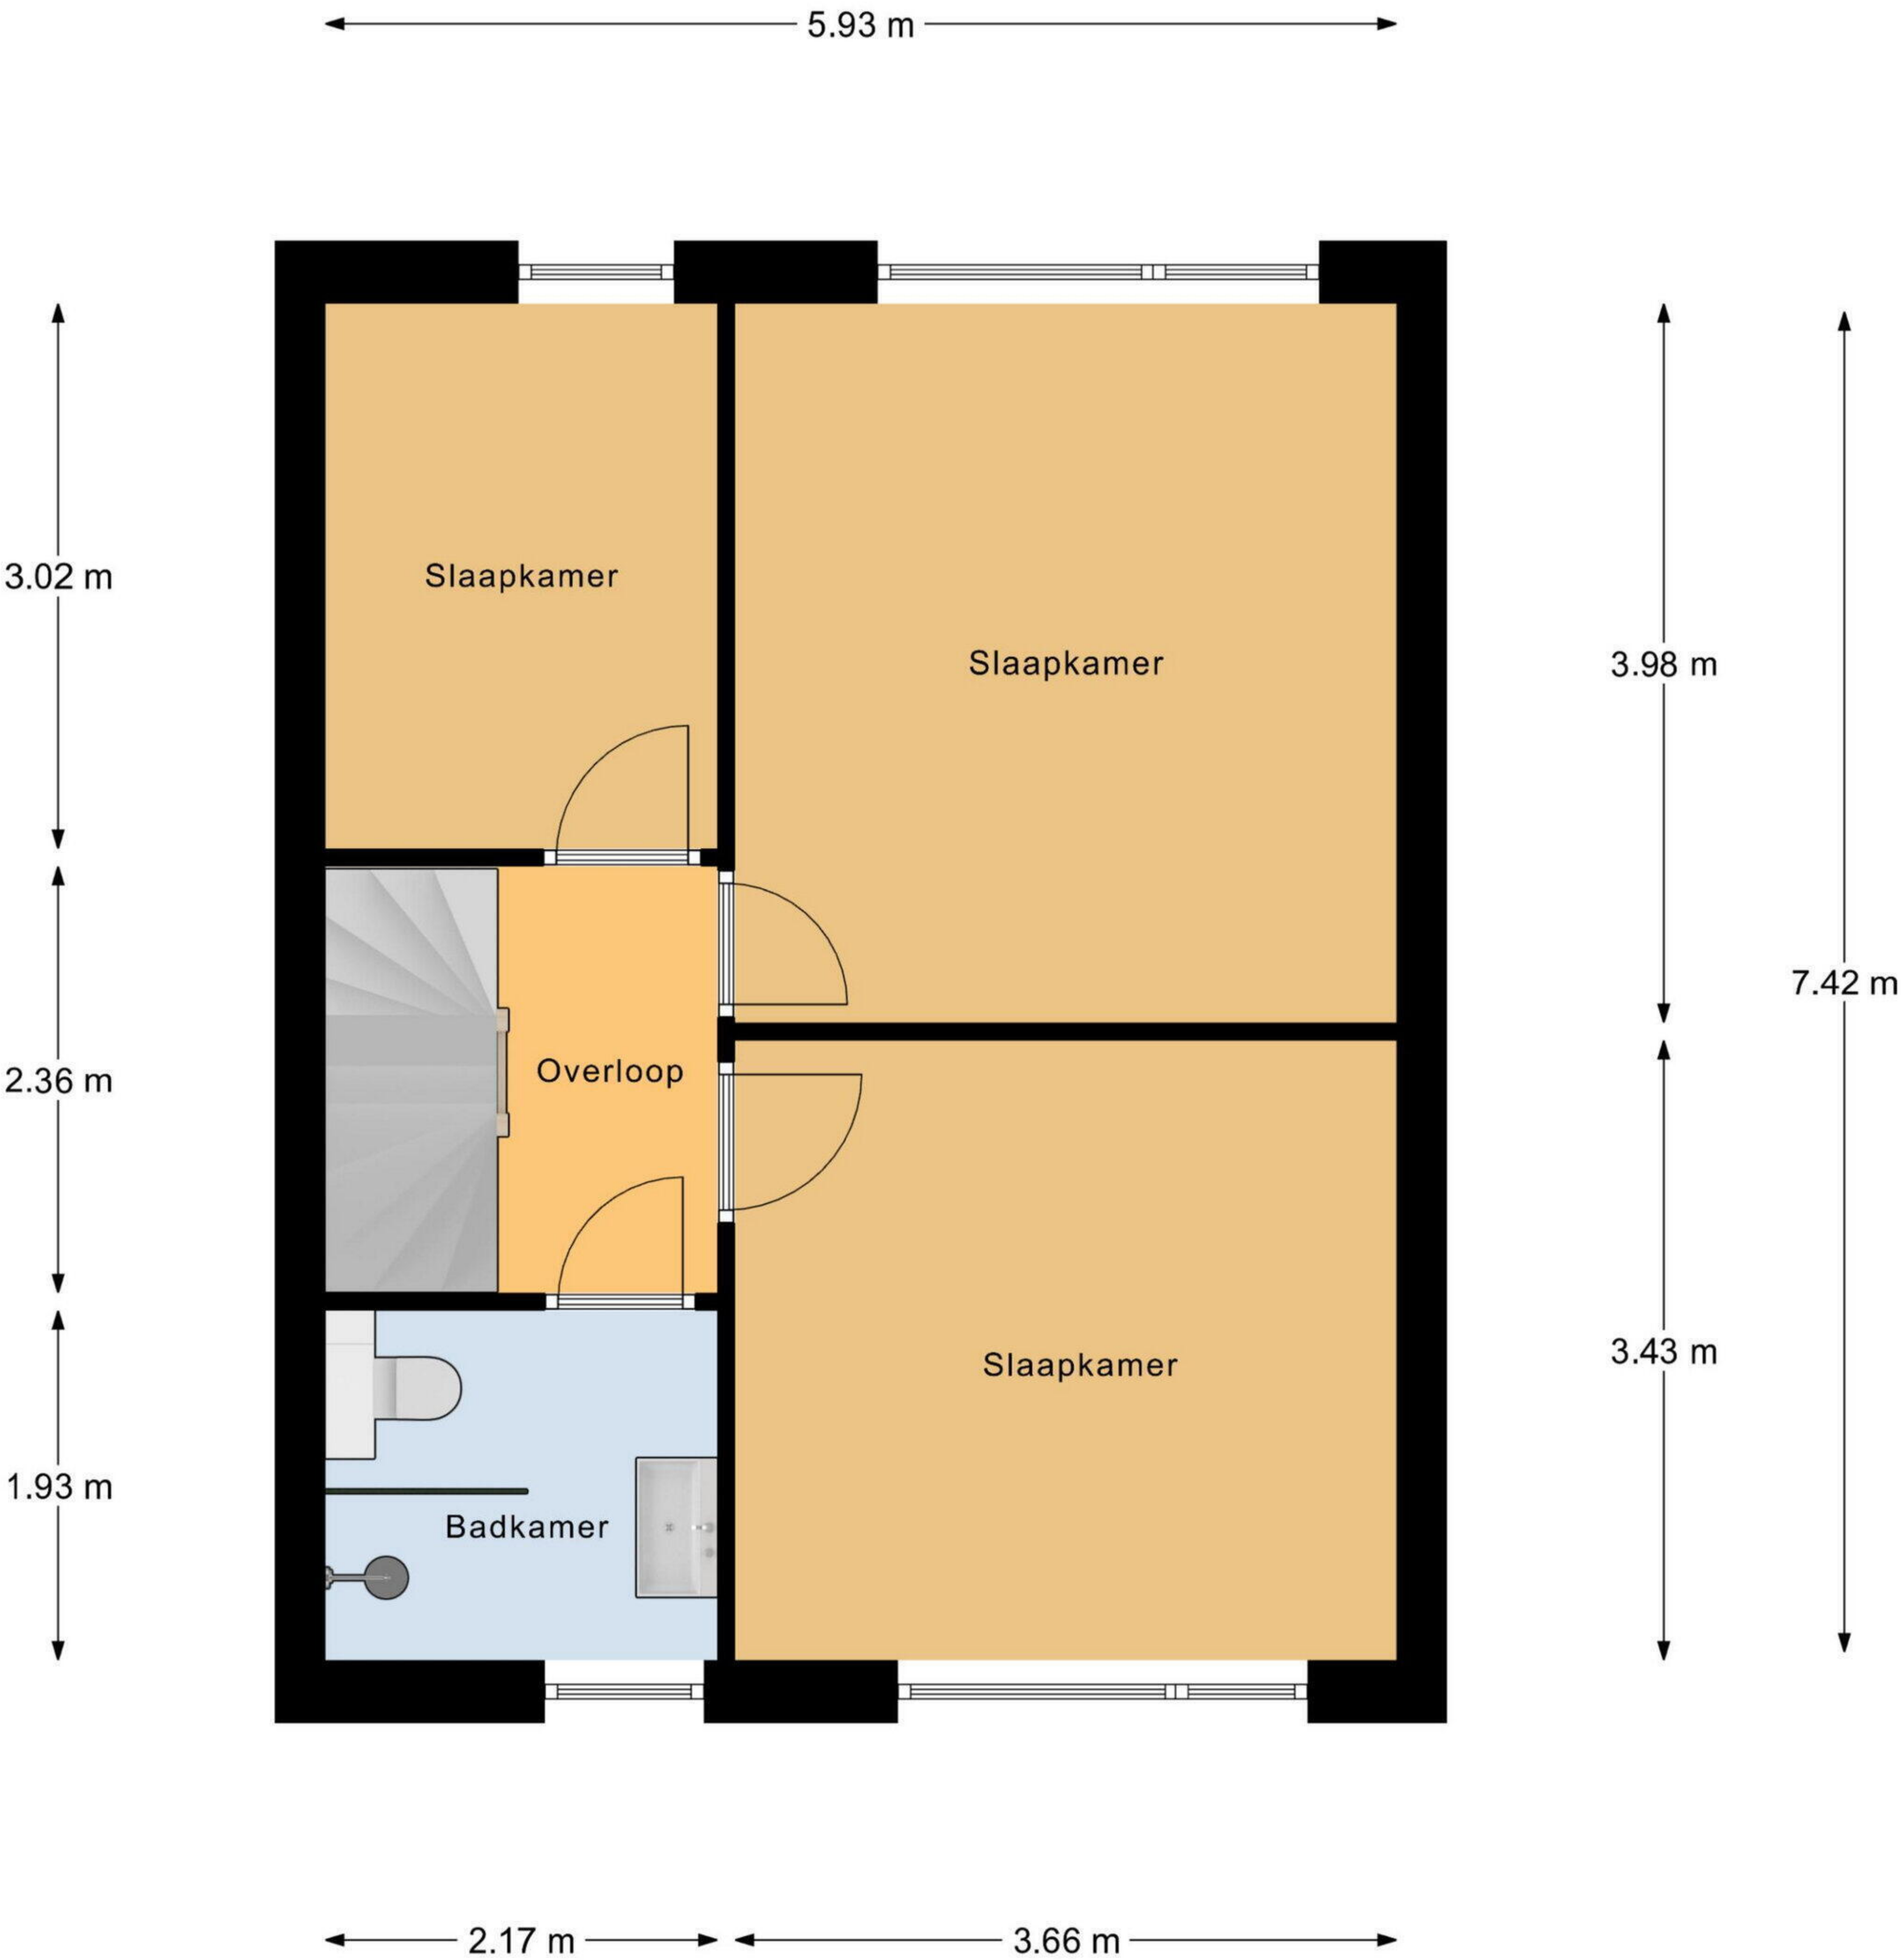 5.93 m
Slaapkamer
3.02 m
Slaapkamer
3.98 m
7.42 m
Overloop
2.36 m
3.43 m
Slaapkamer
1.93 m
Badkamer
2.17 m
3.66 m